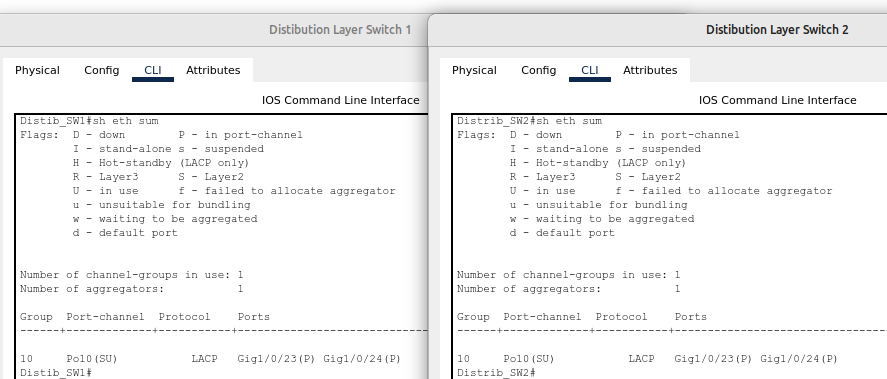 Distibution Layer Switch 1
Physical Config CLI Attributes
IOS Command Line Interface
Distib_SW1#sh eth sum
Flags:  D - down        P - in port-channel
        I - stand-alone s - suspended
        H - Hot-standby (LACP only)
        R - Layer3      S - Layer2
        U - in use      f - failed to allocate aggregator
        u - unsuitable for bundling
        w - waiting to be aggregated
        d - default port
Number of channel-groups in use: 1
Number of aggregators:           1
Group  Port-channel  Protocol    Ports
------+-------------+-----------+----------------------------
10     Po10(SU)           LACP   Gig1/0/23(P) Gig1/0/24(P)
Distib_SW1#
Distibution Layer Switch 2
Physical Config CLI Attributes
IOS Command Line Interface
Distrib_SW2#sh eth sum
Flags:  D - down        P - in port-channel
        I - stand-alone s - suspended
        H - Hot-standby (LACP only)
        R - Layer3      S - Layer2
        U - in use      f - failed to allocate aggregator
        u - unsuitable for bundling
        w - waiting to be aggregated
        d - default port
Number of channel-groups in use: 1
Number of aggregators:           1
Group  Port-channel  Protocol    Ports
------+-------------+-----------+----------------------------
10     Po10(SU)           LACP   Gig1/0/23(P) Gig1/0/24(P)
Distrib_SW2#